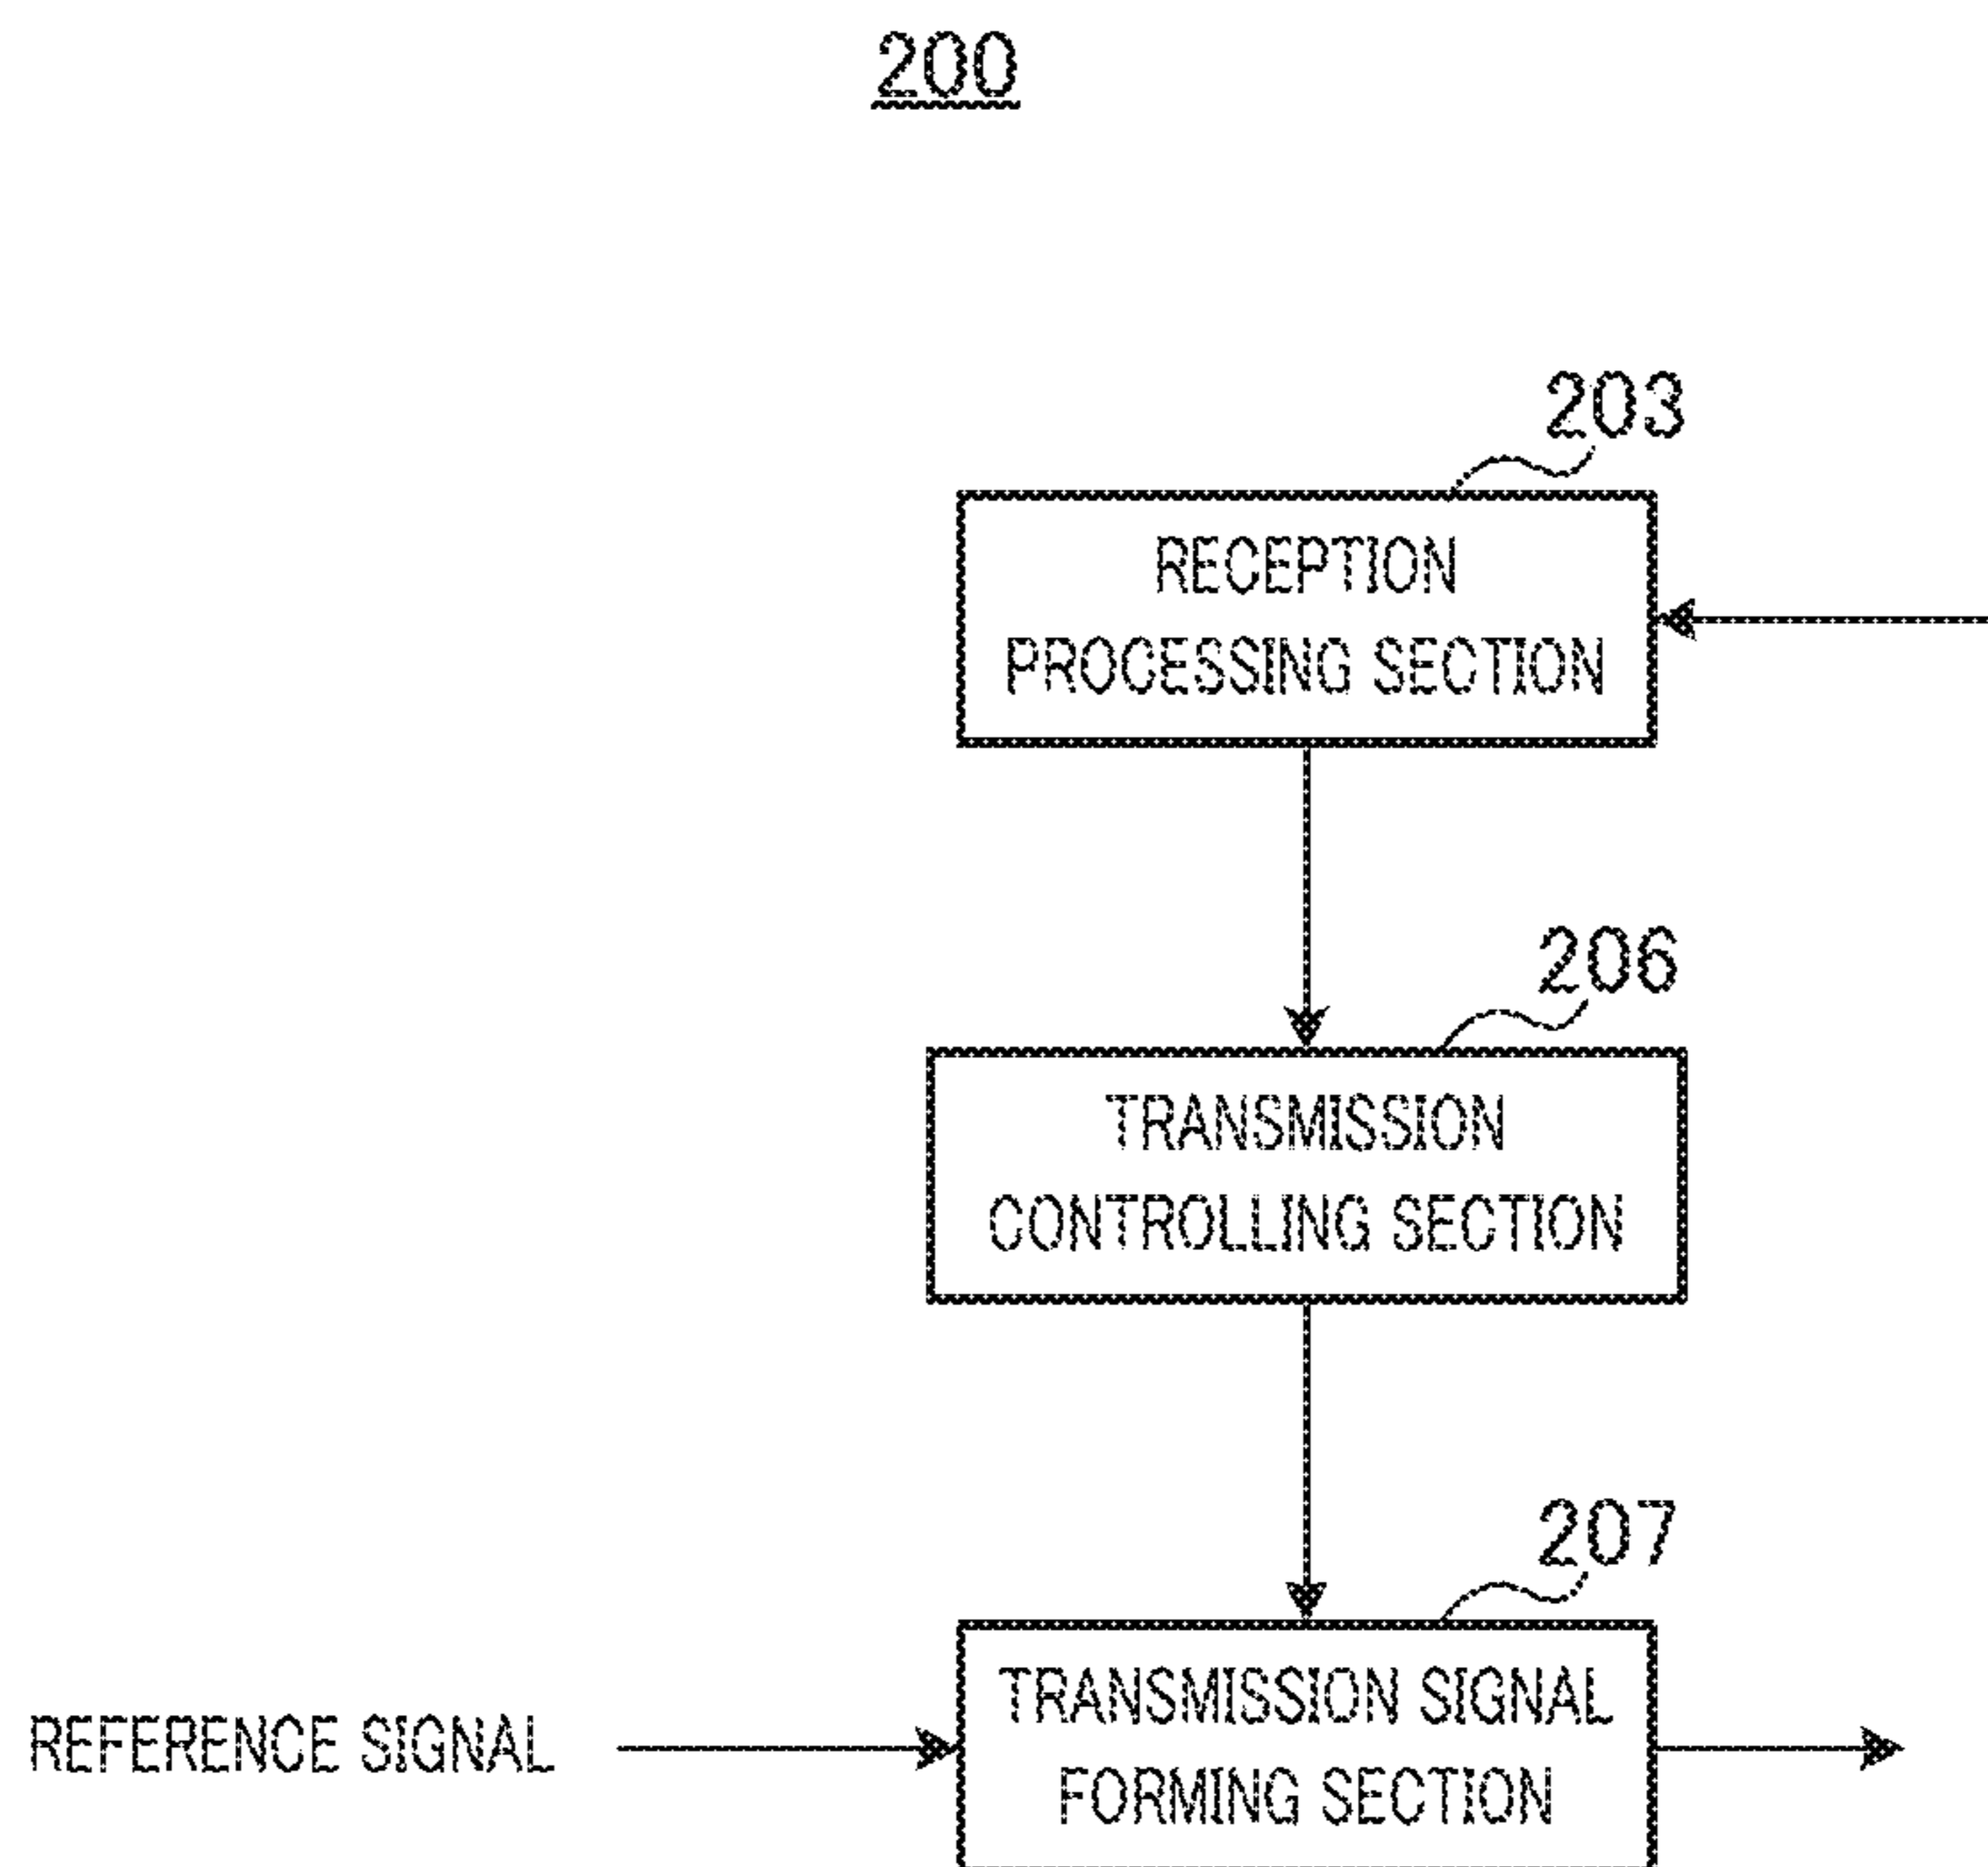 200
203
RECEPTION
PROCESSING SECTION
206
TRANSMISSION
CONTROLLING SECTION
207
TRANSMISSION SIGNAL
FORMING SECTION
REFERENCE SIGNAL